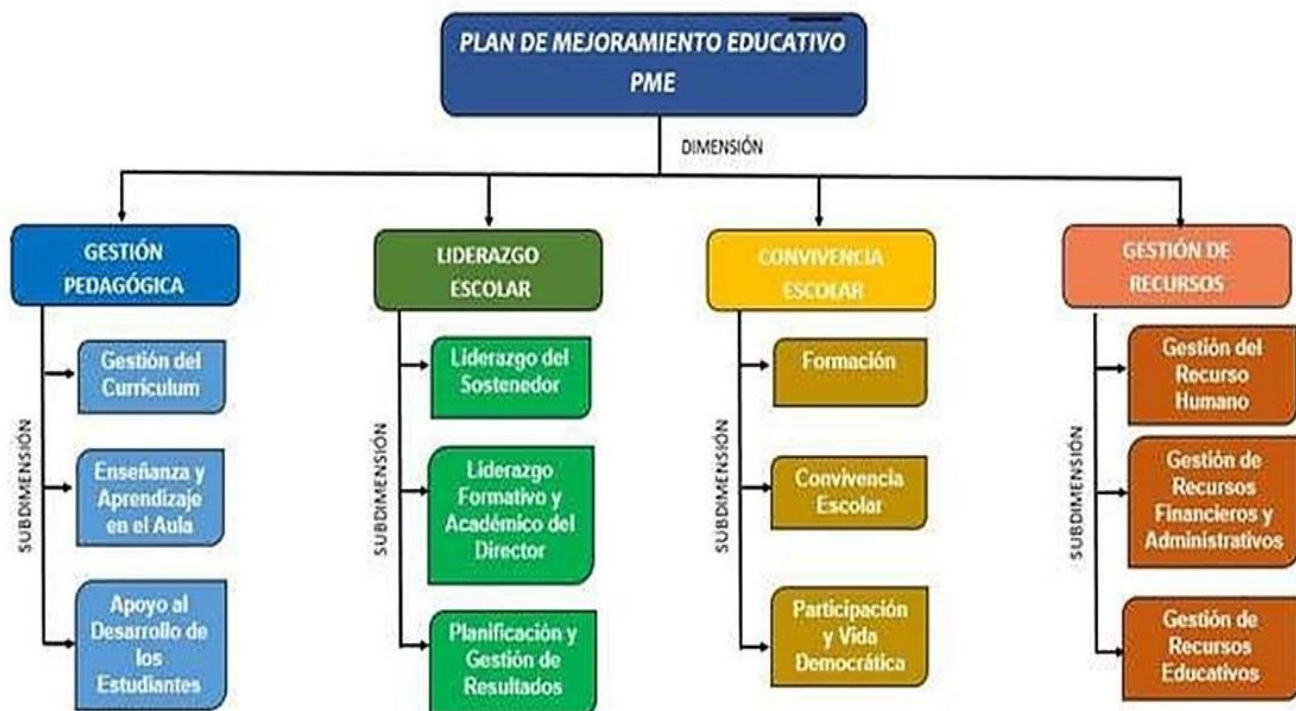 PLAN DE MEJORAMIENTO EDUCATIVO
PME
DIMENSIÓN
GESTIÓN
PEDAGÓGICA
SUBDIMENSIÓN
Gestión del
Currículum
Enseñanza y
Aprendizaje
en el Aula
Apoyo al
Desarrollo de
los
Estudiantes
LIDERAZGO
ESCOLAR
SUBDIMENSIÓN
Liderazgo del
Sostenedor
Liderazgo
Formativo y
Académico del
Director
Planificación y
Gestión de
Resultados
CONVIVENCIA
ESCOLAR
SUBDIMENSIÓN
Formación
Convivencia
Escolar
Participación
y Vida
Democrática
GESTIÓN DE
RECURSOS
SUBDIMENSIÓN
Gestión del
Recurso
Humano
Gestión de
Recursos
Financieros y
Administrativos
Gestión de
Recursos
Educativos